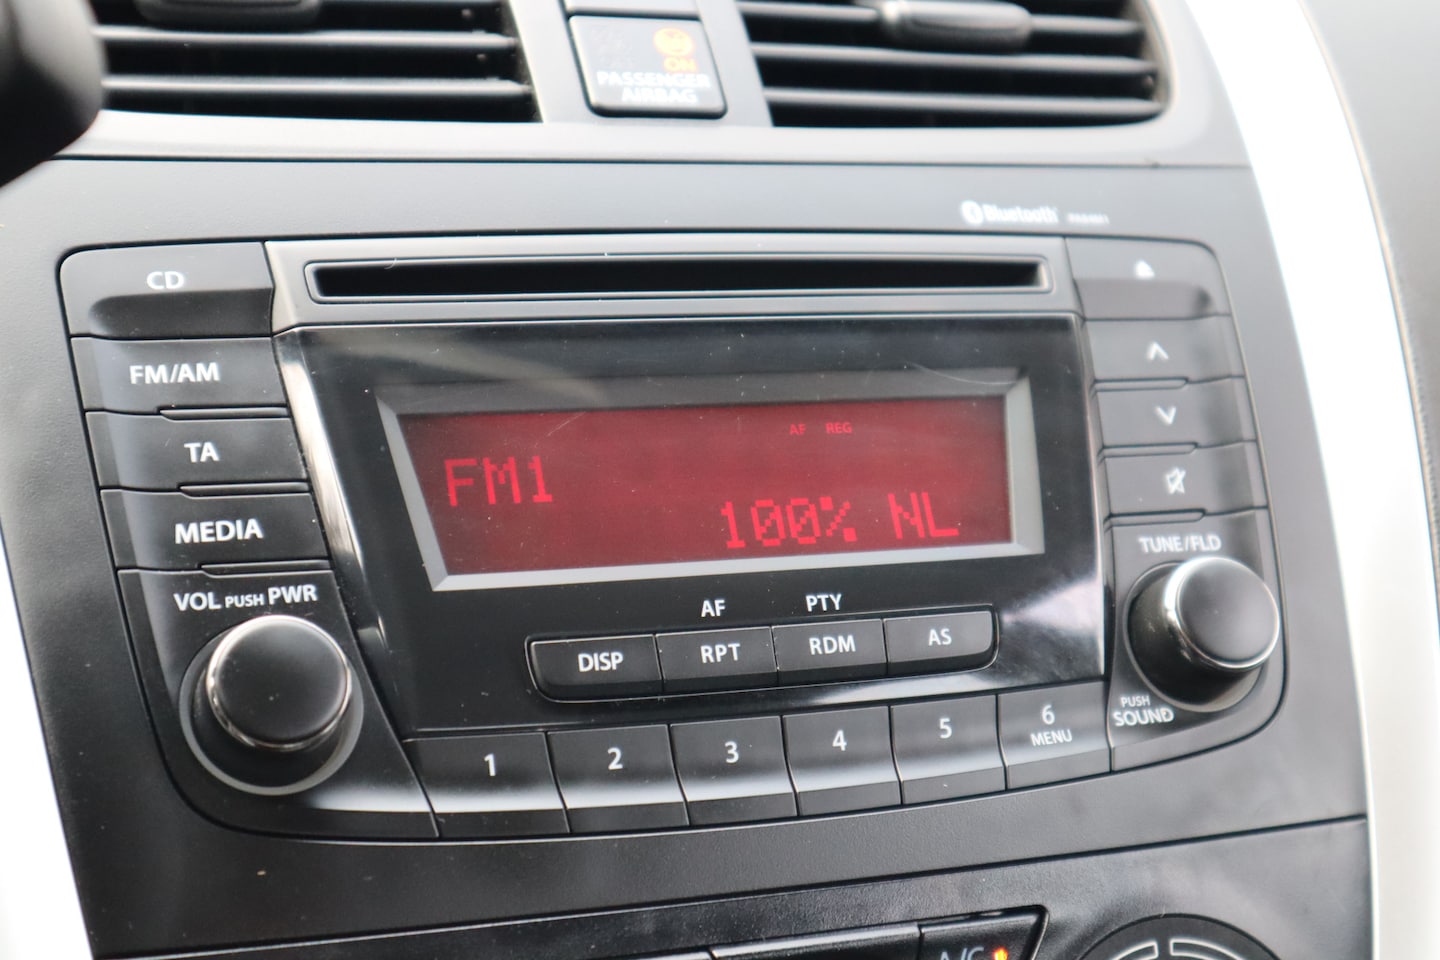 ON
PASSENGER
AIRBAG
Bluetooth
CD
FM/AM
TA
MEDIA
VOL PUSH PWR
AF REG
FM1
100% NL
AF PTY
DISP RPT RDM AS
1 2 3 4 5 6
MENU
TUNE/FLD
PUSH
SOUND
A/C